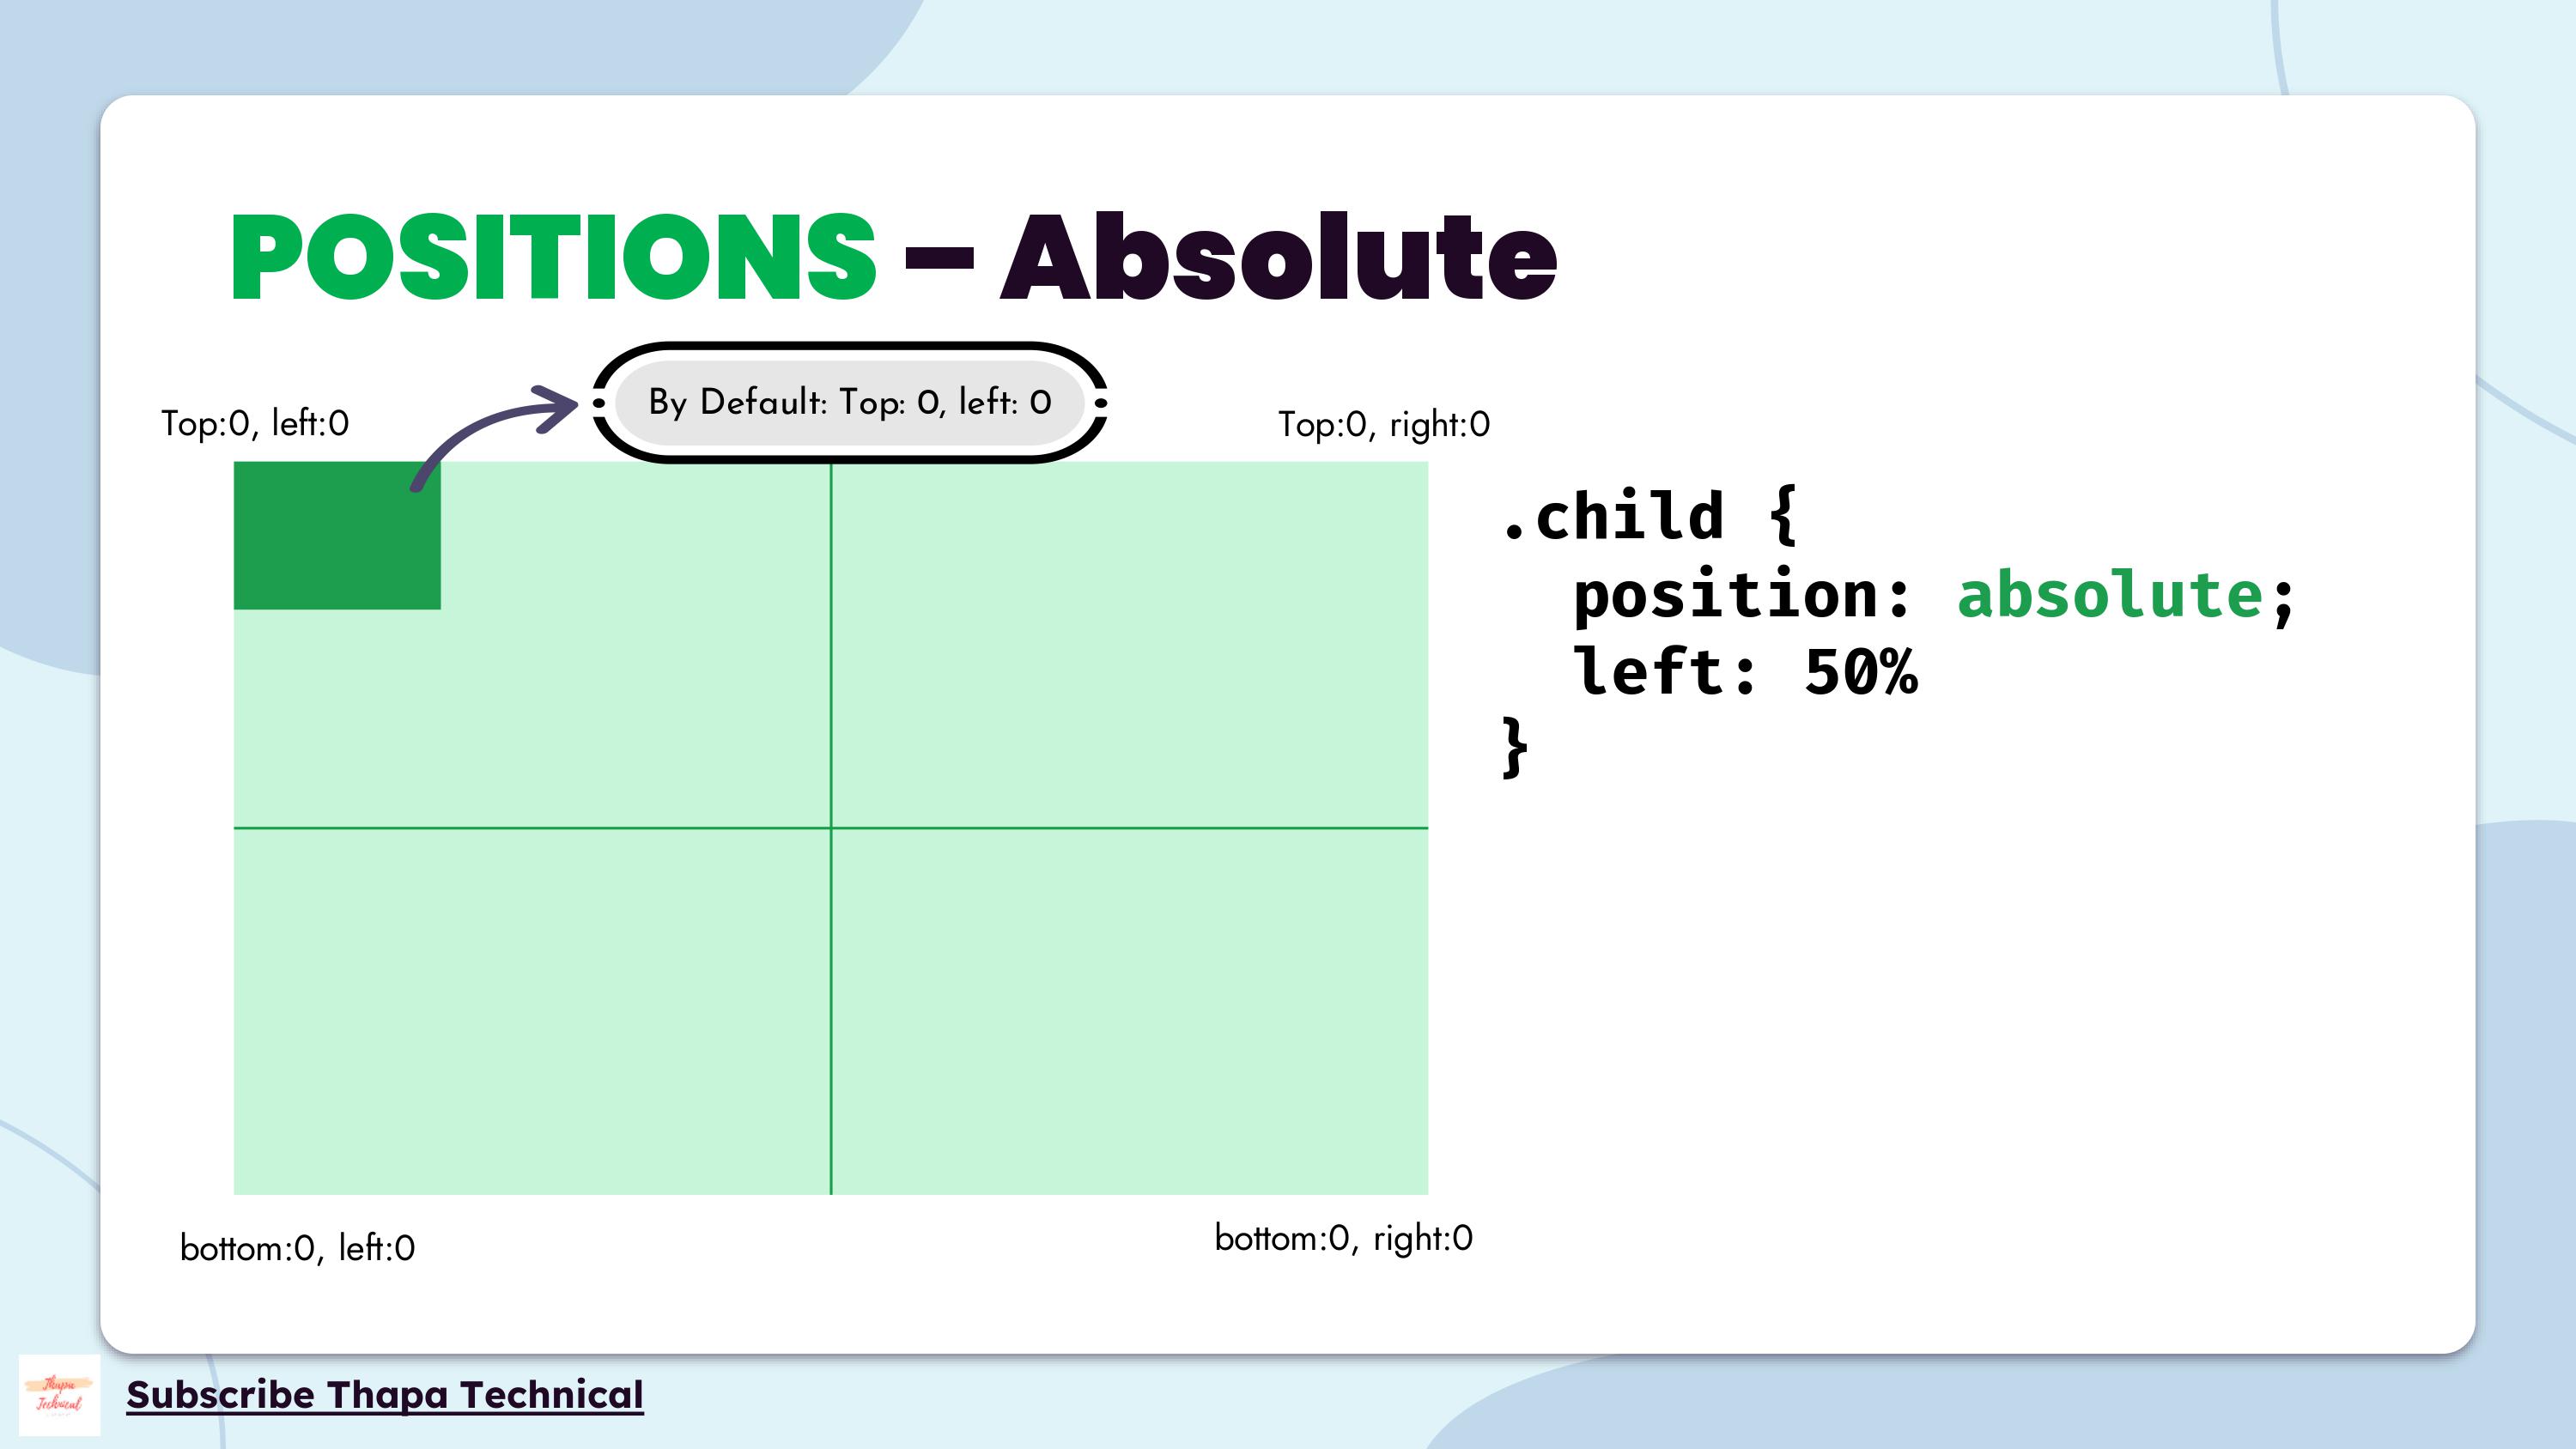 POSITIONS – Absolute
By Default: Top: 0, left: 0
Top:0, left:0
Top:0, right:0
.child {
  position: absolute;
  left: 50%
}
bottom:0, left:0
bottom:0, right:0
Thapa
Technical
Subscribe Thapa Technical